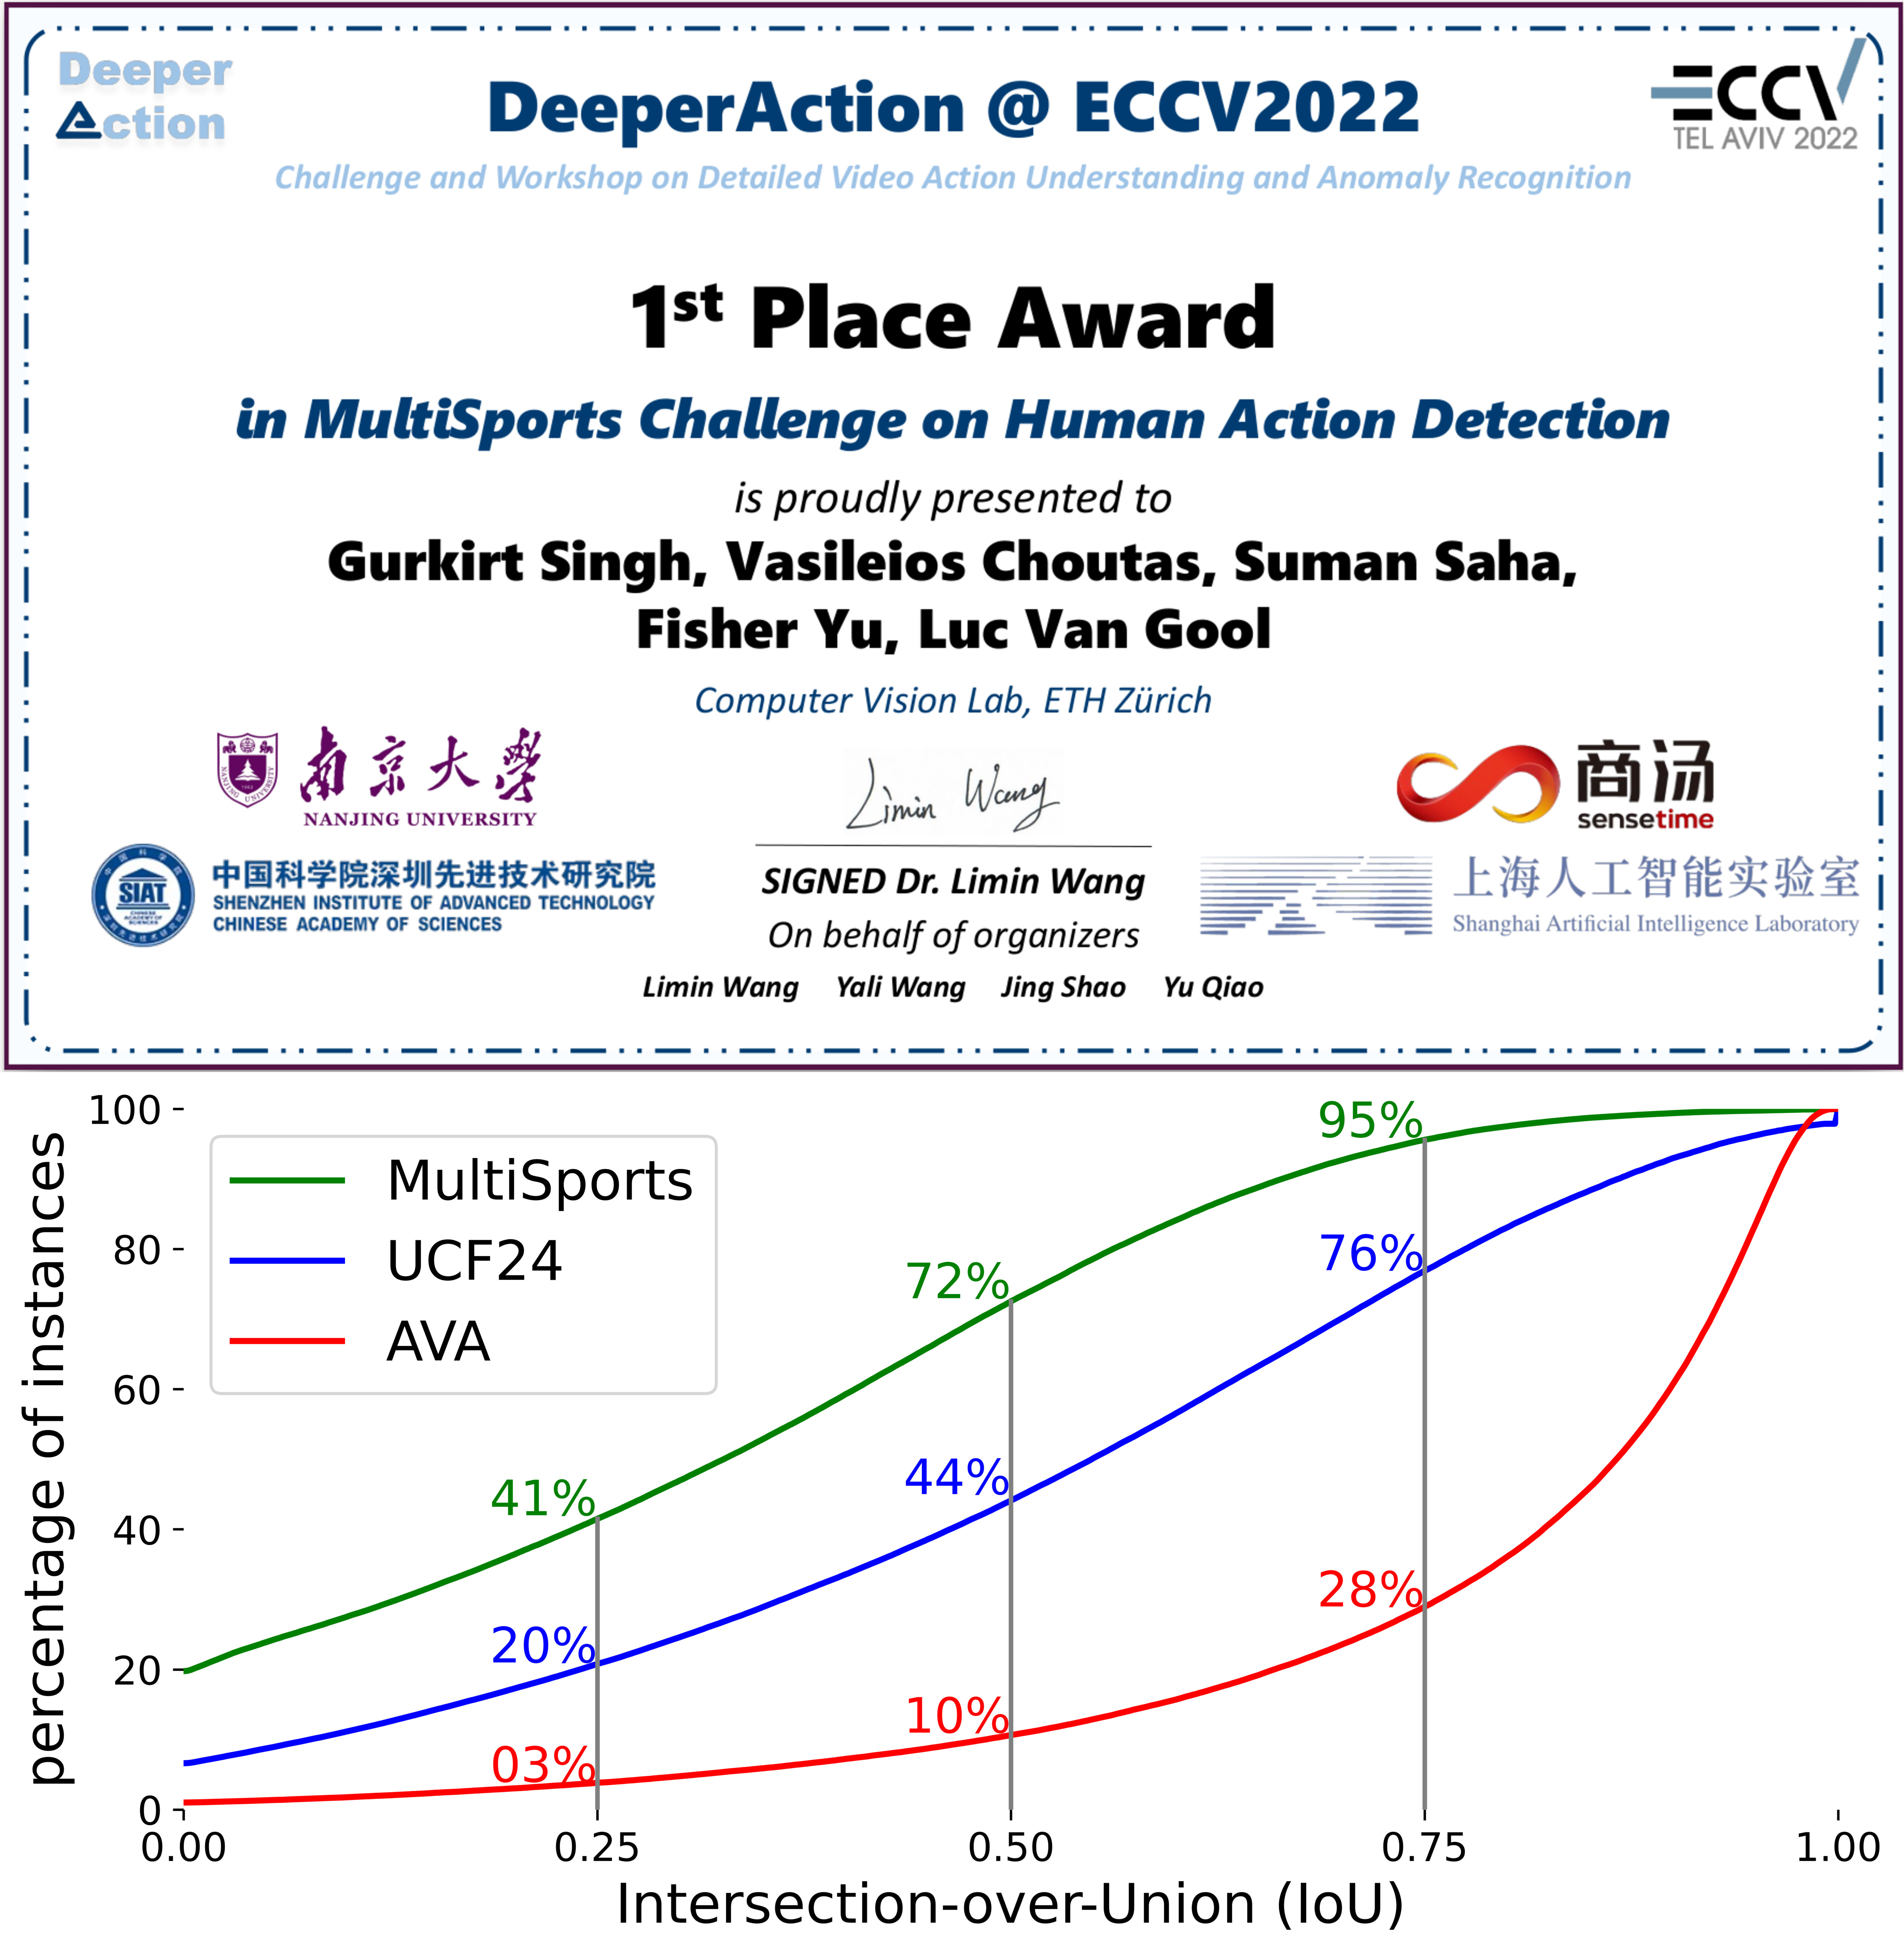 Deeper
Action
DeeperAction @ ECCV2022
ECCV
TEL AVIV 2022
Challenge and Workshop on Detailed Video Action Understanding and Anomaly Recognition
1st Place Award
in MultiSports Challenge on Human Action Detection
is proudly presented to
Gurkirt Singh, Vasileios Choutas, Suman Saha,
Fisher Yu, Luc Van Gool
Computer Vision Lab, ETH Zürich
南京大學
NANJING UNIVERSITY
Limin Wang
商汤
sensetime
SIAT
中国科学院深圳先进技术研究院
SHENZHEN INSTITUTE OF ADVANCED TECHNOLOGY
CHINESE ACADEMY OF SCIENCES
SIGNED Dr. Limin Wang
On behalf of organizers
上海人工智能实验室
Shanghai Artificial Intelligence Laboratory
Limin Wang Yali Wang Jing Shao Yu Qiao
percentage of instances
100
80
60
40
20
0
MultiSports
UCF24
AVA
41%
20%
03%
72%
44%
10%
95%
76%
28%
0.00 0.25 0.50 0.75 1.00
Intersection-over-Union (IoU)